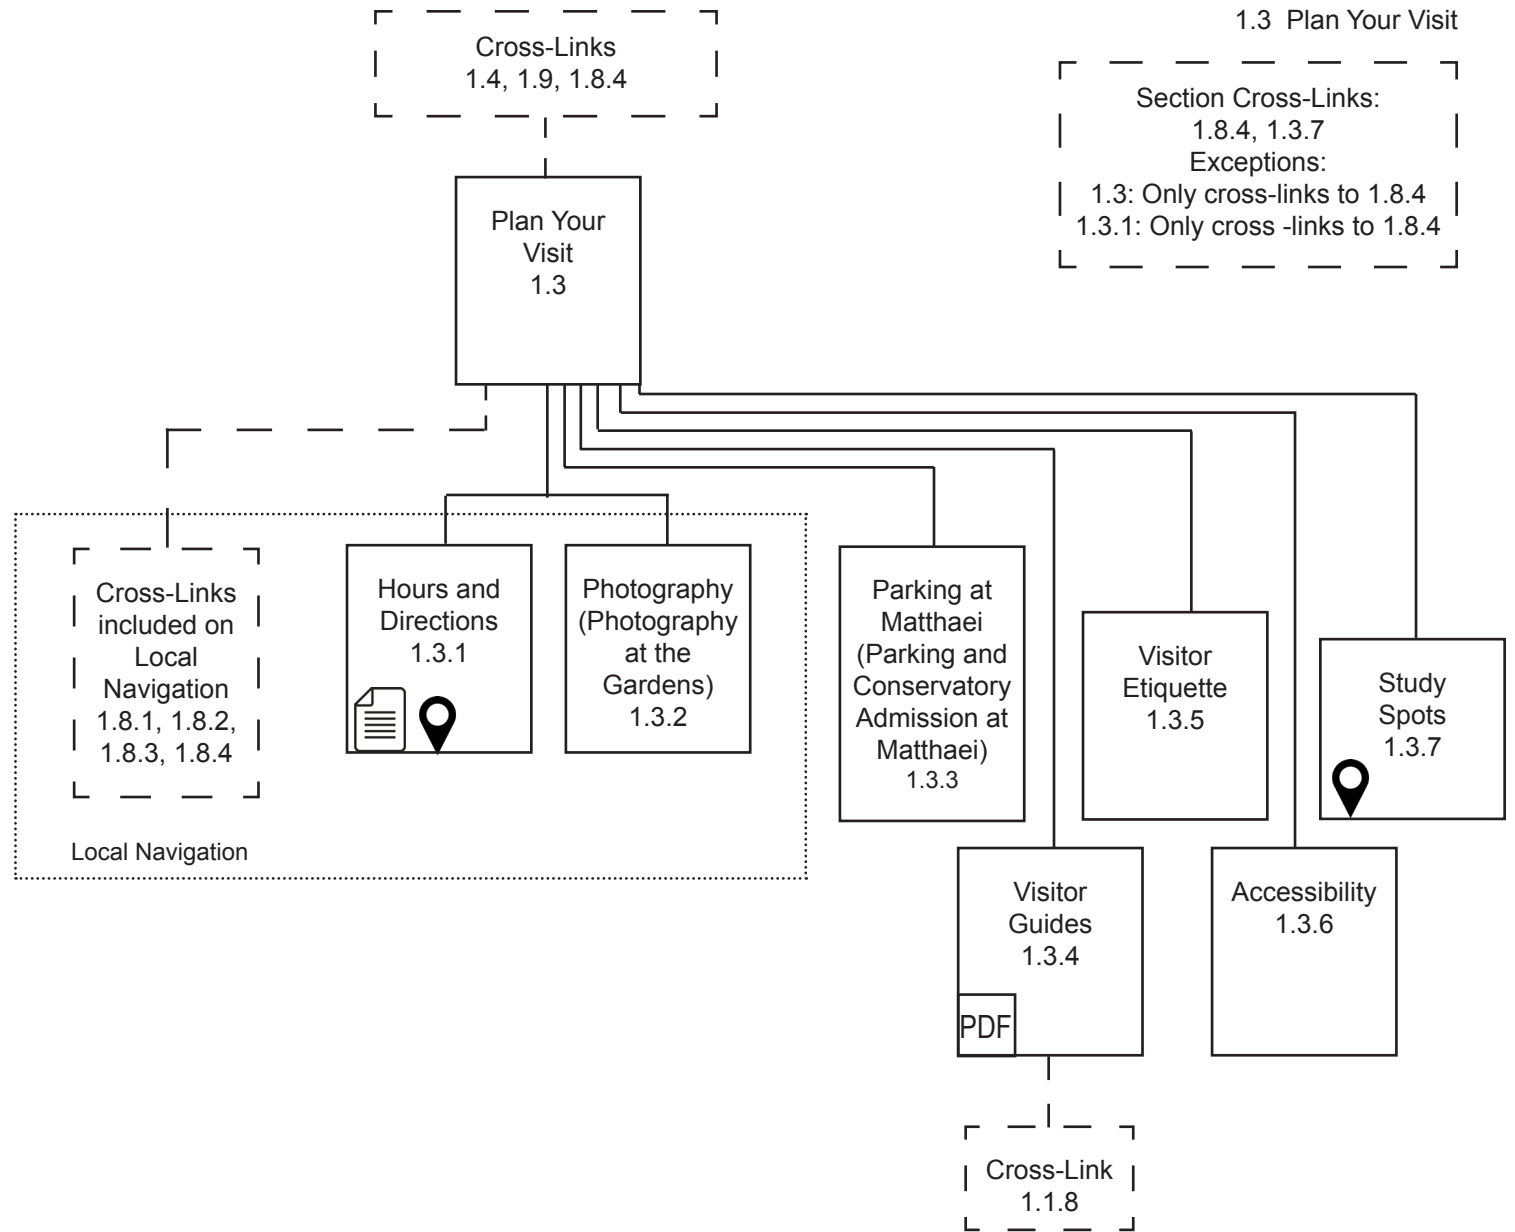 1.3 Plan Your Visit
Cross-Links
1.4, 1.9, 1.8.4
Section Cross-Links:
1.8.4, 1.3.7
Exceptions:
1.3: Only cross-links to 1.8.4
1.3.1: Only cross -links to 1.8.4
Plan Your
Visit
1.3
Cross-Links
included on
Local
Navigation
1.8.1, 1.8.2,
1.8.3, 1.8.4
Hours and
Directions
1.3.1
Photography
(Photography
at the
Gardens)
1.3.2
Local Navigation
Parking at
Matthaei
(Parking and
Conservatory
Admission at
Matthaei)
1.3.3
Visitor
Guides
1.3.4
PDF
Cross-Link
1.1.8
Visitor
Etiquette
1.3.5
Accessibility
1.3.6
Study
Spots
1.3.7